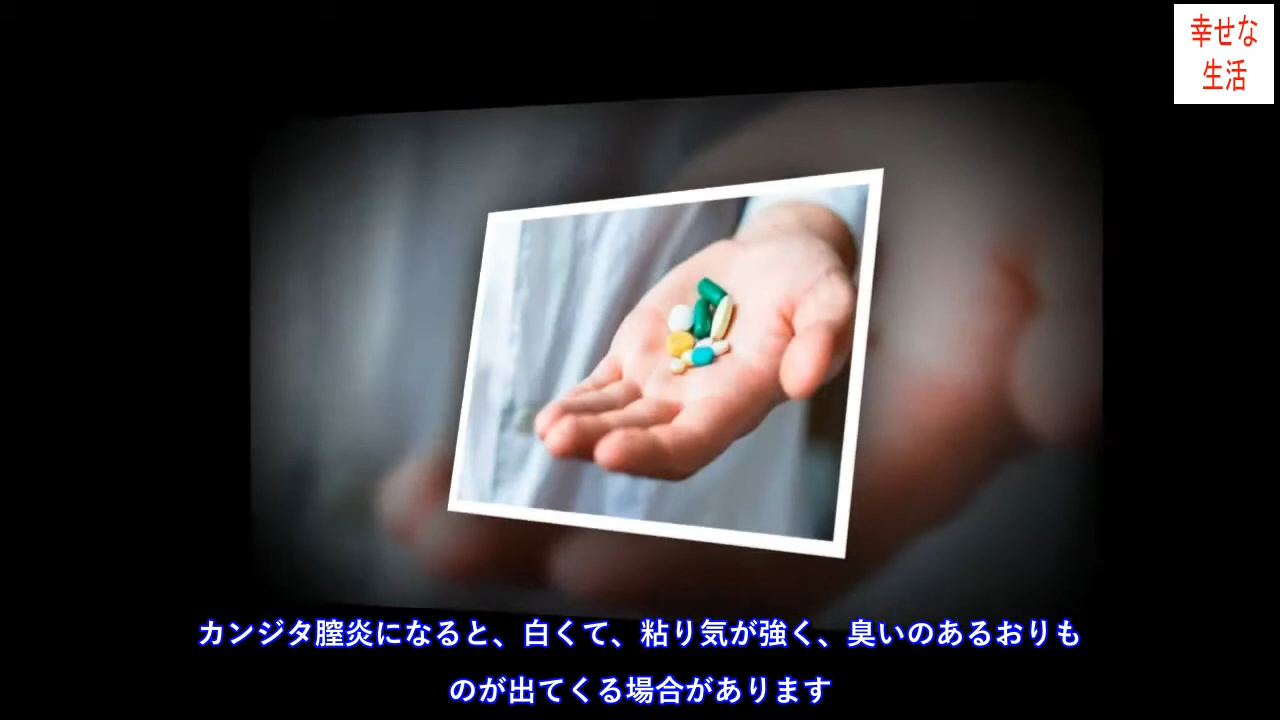 幸せな
生活
カンジタ膣炎になると、白くて、粘り気が強く、臭いのあるおりも
のが出てくる場合があります